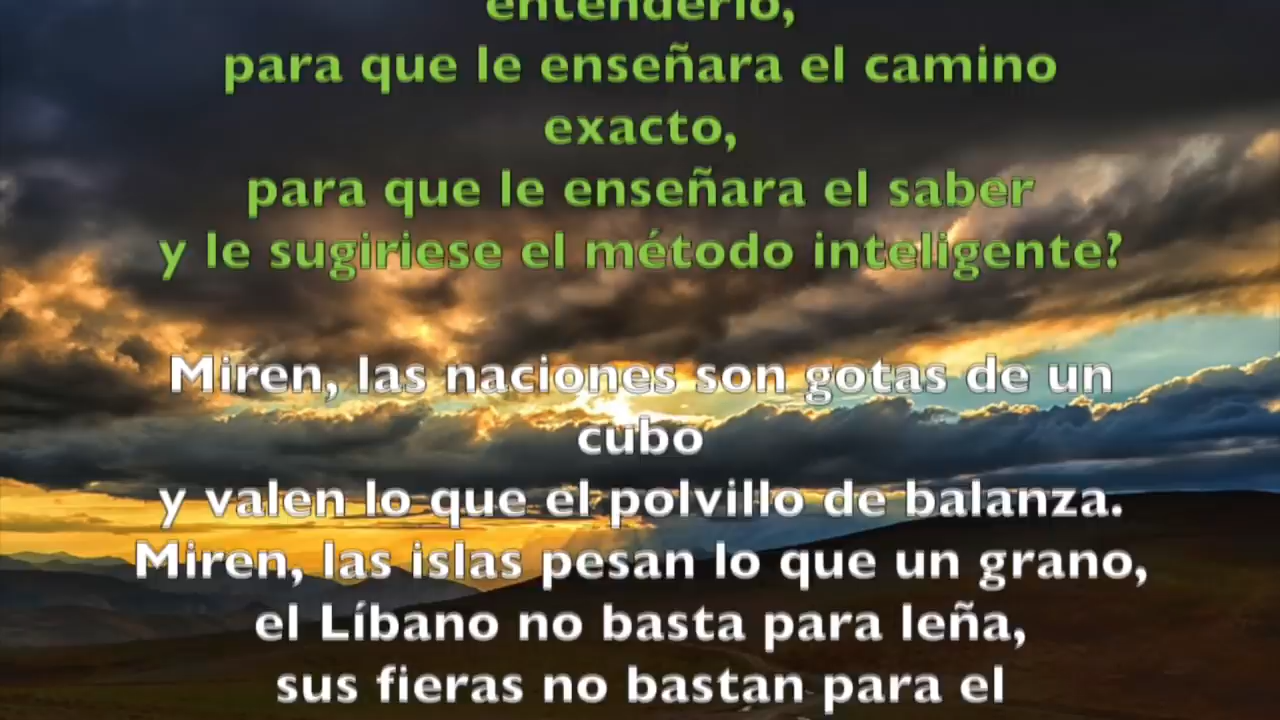 entenderlo,
para que le enseñara el camino
exacto,
para que le enseñara el saber
y le sugiriese el método inteligente?
Miren, las naciones son gotas de un
cubo
y valen lo que el polvillo de balanza.
Miren, las islas pesan lo que un grano,
el Líbano no basta para leña,
sus fieras no bastan para el